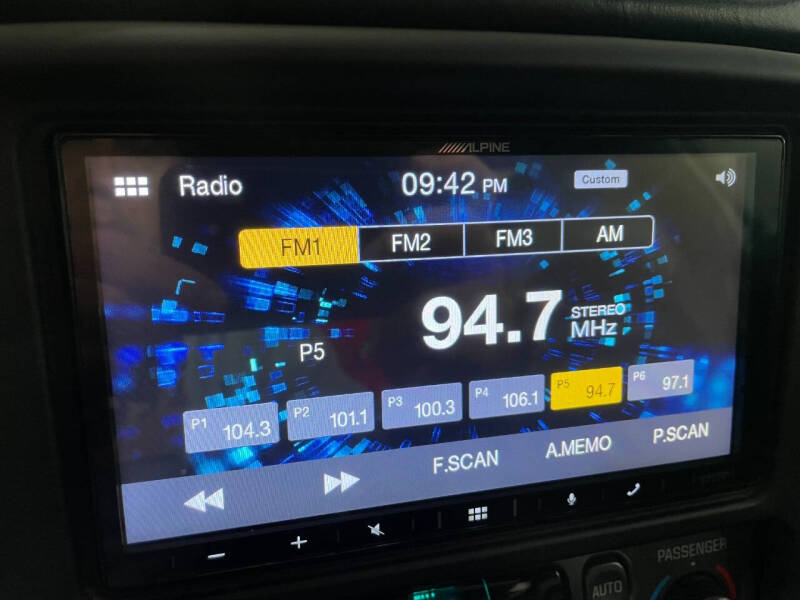 ALPINE
Radio 09:42 PM Custom
FM1 FM2 FM3 AM
94.7 STEREO
MHz
P5
P1 104.3 P2 101.1 P3 100.3 P4 106.1 P5 94.7 P6 97.1
F.SCAN A.MEMO P.SCAN
PASSENGER
AUTO